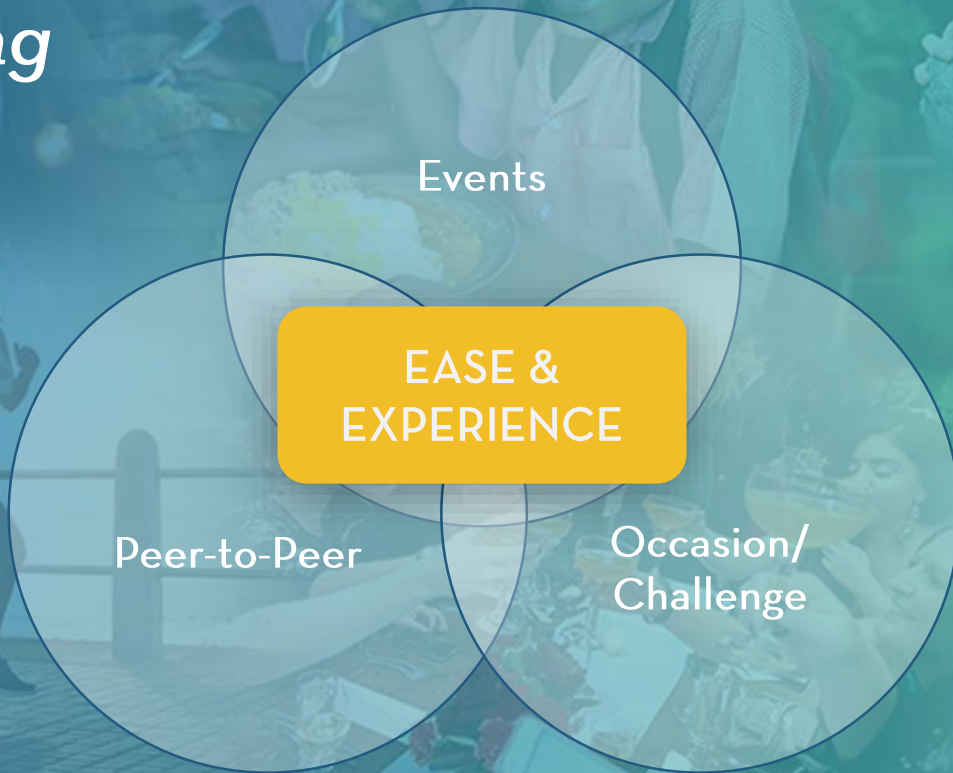 Events
EASE &
EXPERIENCE
Peer-to-Peer
Occasion/
Challenge